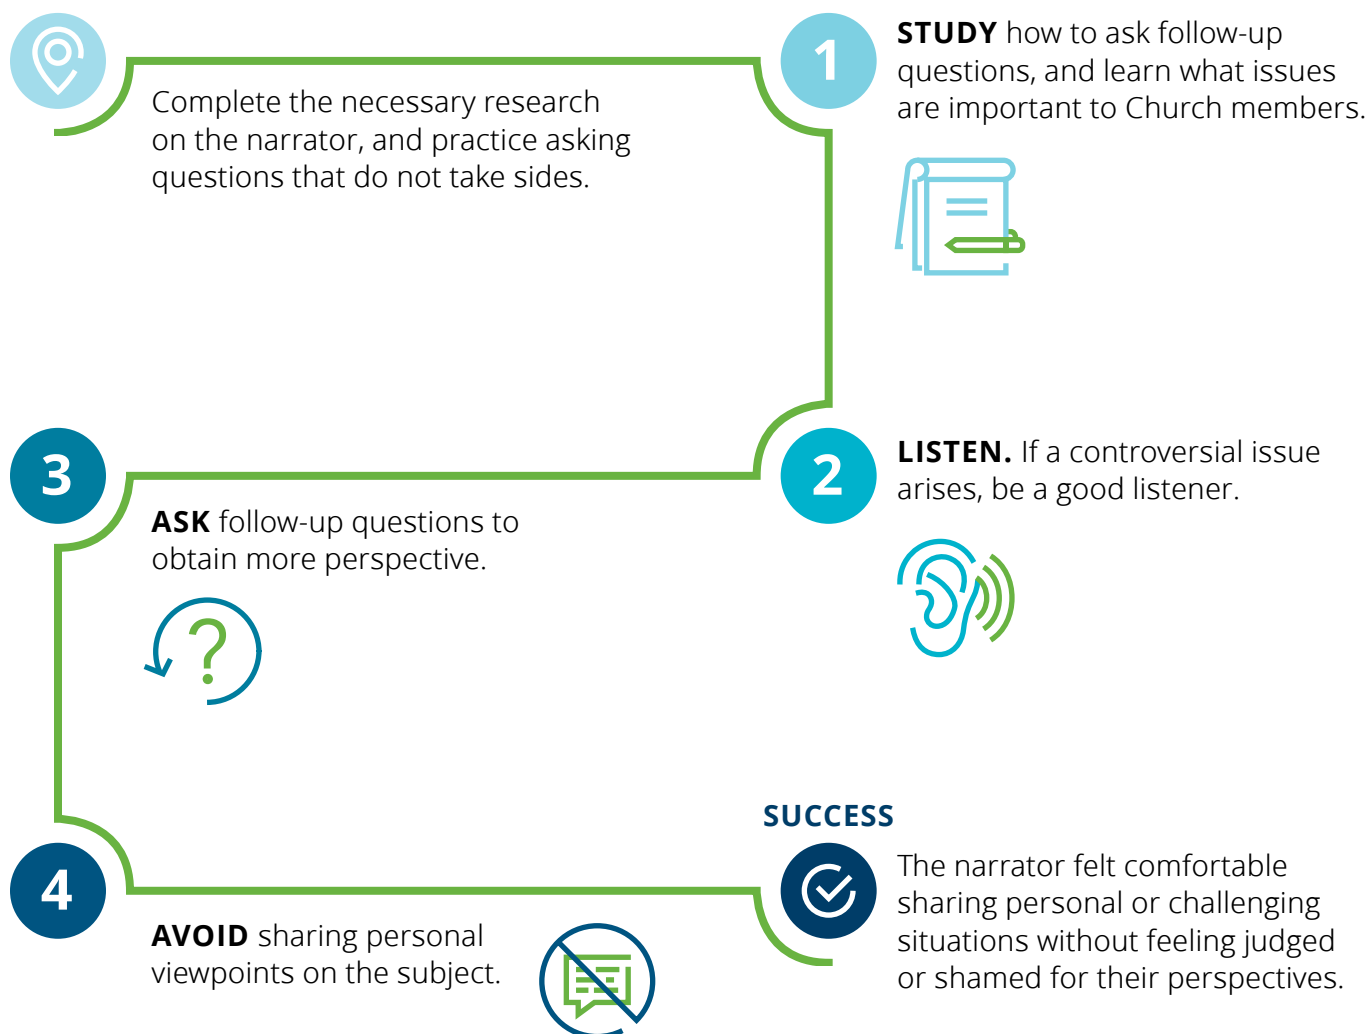 Complete the necessary research
on the narrator, and practice asking
questions that do not take sides.
1
STUDY how to ask follow-up
questions, and learn what issues
are important to Church members.
2
LISTEN. If a controversial issue
arises, be a good listener.
3
ASK follow-up questions to
obtain more perspective.
?
4
AVOID sharing personal
viewpoints on the subject.
SUCCESS
The narrator felt comfortable
sharing personal or challenging
situations without feeling judged
or shamed for their perspectives.